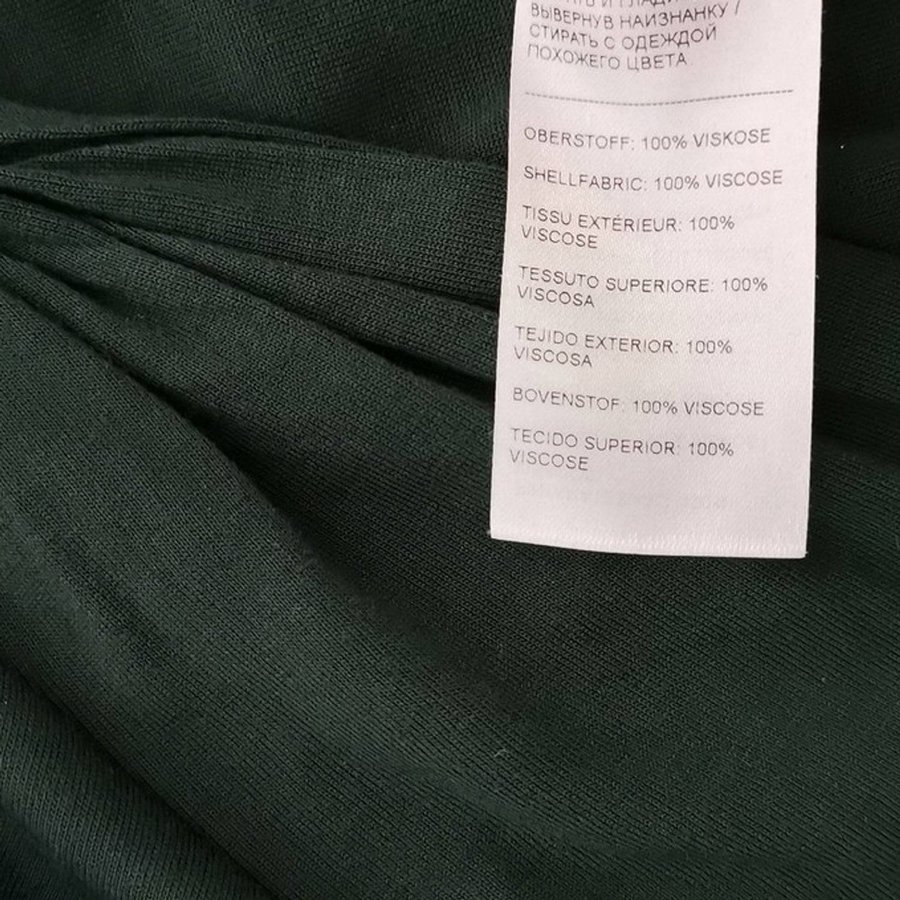 И
ВЫВЕРНУВ НАИЗНАНКУ /
СТИРАТЬ С ОДЕЖДОЙ
ПОХОЖЕГО ЦВЕТА
OBERSTOFF: 100% VISKOSE
SHELLFABRIC: 100% VISCOSE
TISSU EXTÉRIEUR: 100%
VISCOSE
TESSUTO SUPERIORE: 100%
VISCOSA
TEJIDO EXTERIOR: 100%
VISCOSA
BOVENSTOF: 100% VISCOSE
TECIDO SUPERIOR: 100%
VISCOSE